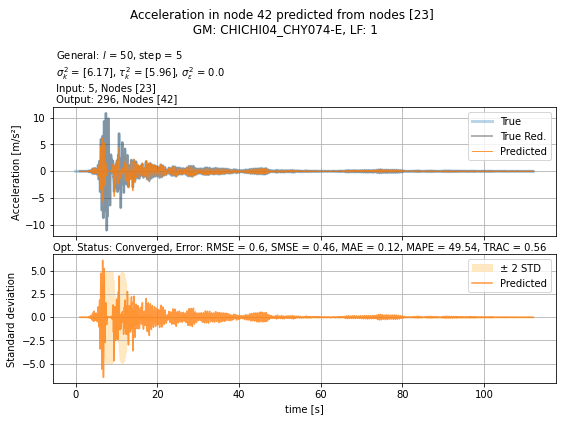 Acceleration in node 42 predicted from nodes [23]
GM: CHICHI04_CHY074-E, LF: 1
General: l = 50, step = 5
σ²ₖ = [6.17], τ²ₖ = [5.96], σ²ε = 0.0
Input: 5, Nodes [23]
Output: 296, Nodes [42]
Acceleration [m/s²]
10
5
0
−5
−10
True
True Red.
Predicted
Opt. Status: Converged, Error: RMSE = 0.6, SMSE = 0.46, MAE = 0.12, MAPE = 49.54, TRAC = 0.56
Standard deviation
5.0
2.5
0.0
−2.5
−5.0
± 2 STD
Predicted
0 20 40 60 80 100
time [s]